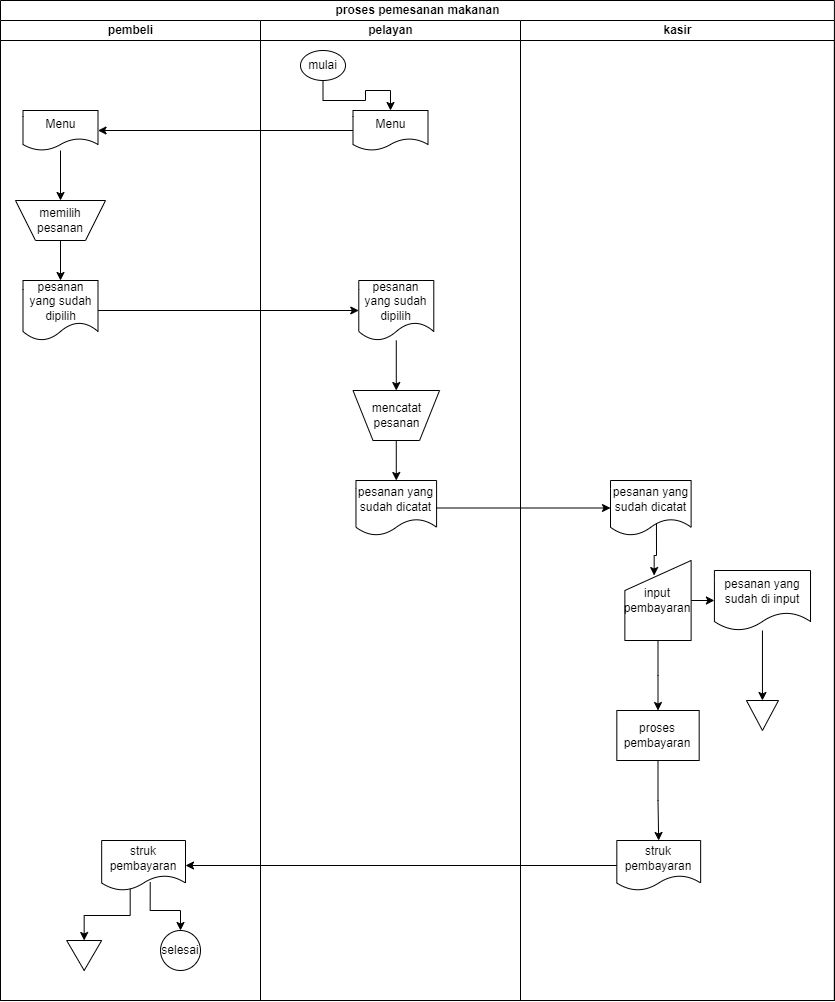 proses pemesanan makanan
pembeli
pelayan
kasir
mulai
Menu
Menu
memilih
pesanan
pesanan
yang sudah
dipilih
pesanan
yang sudah
dipilih
mencatat
pesanan
pesanan yang
sudah dicatat
pesanan yang
sudah dicatat
input
pembayaran
pesanan yang
sudah di input
proses
pembayaran
struk
pembayaran
struk
pembayaran
selesai